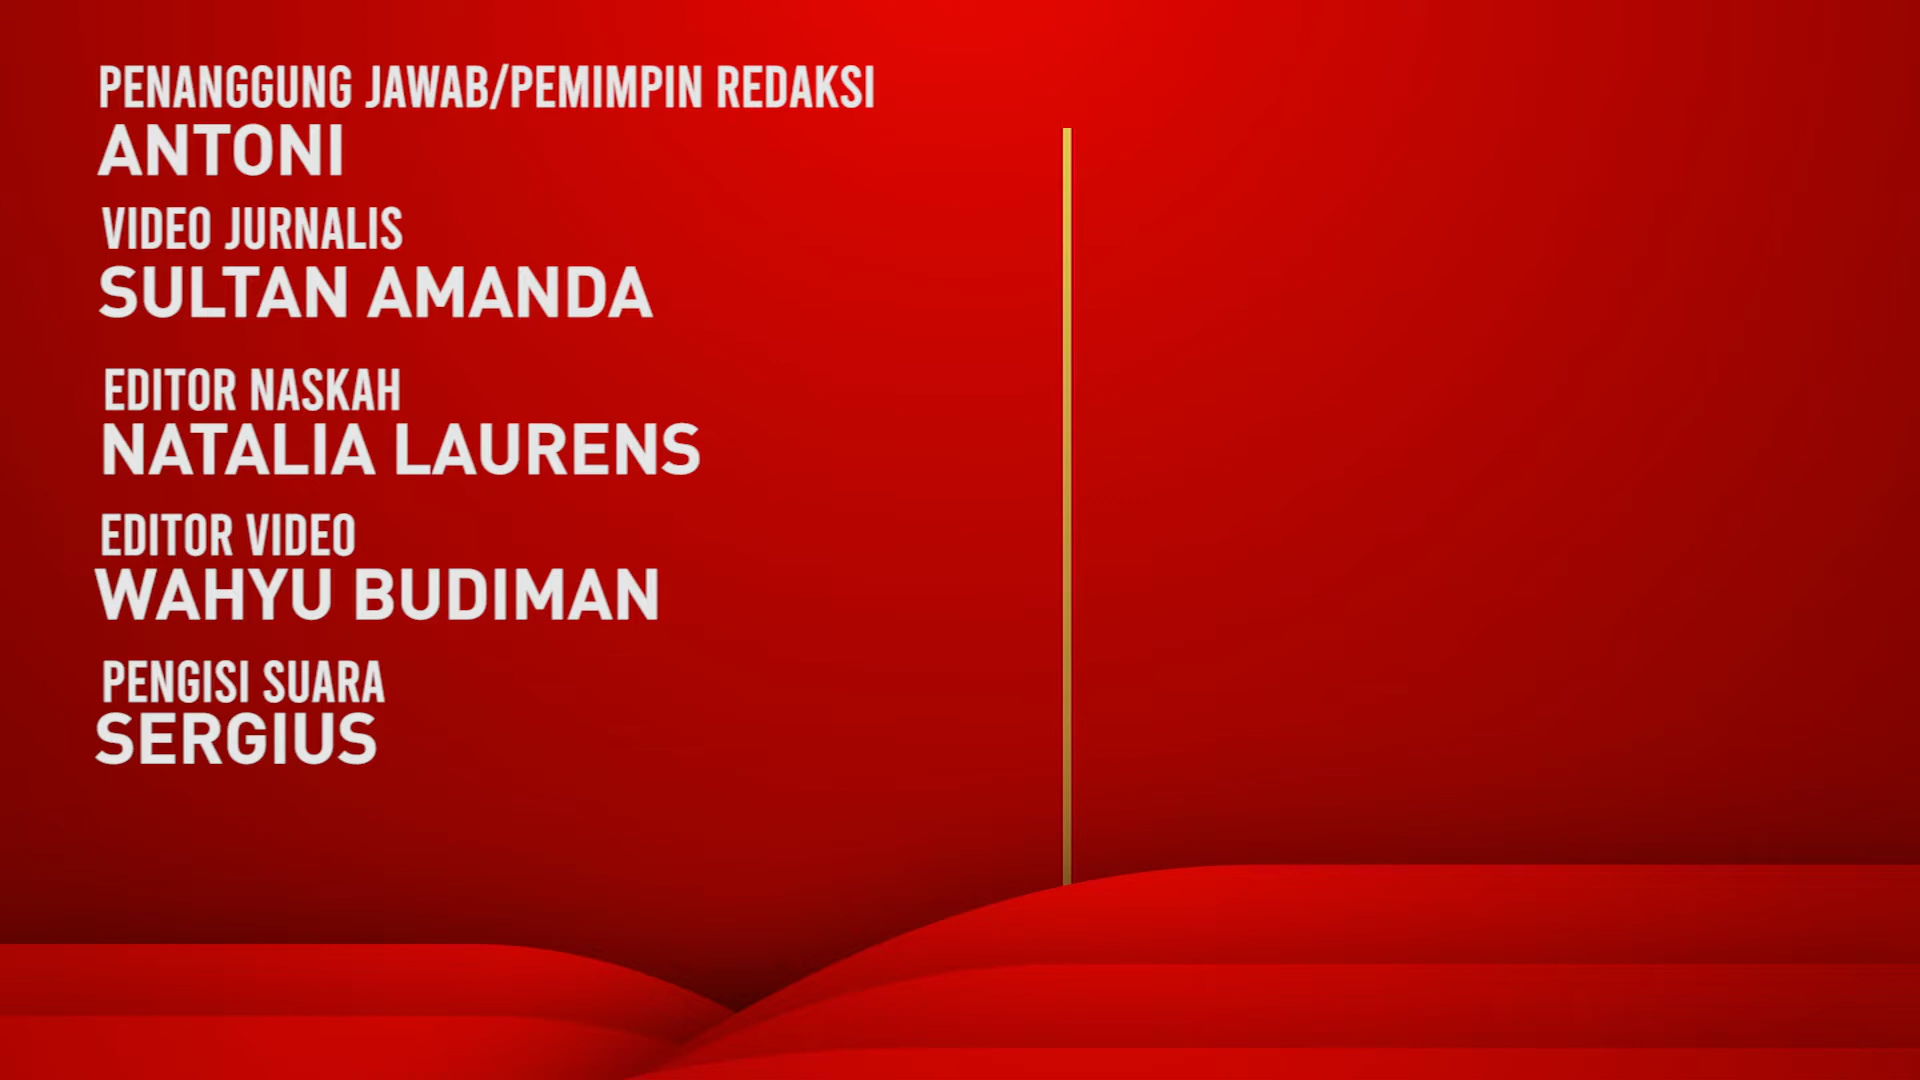 PENANGGUNG JAWAB/PEMIMPIN REDAKSI
ANTONI
VIDEO JURNALIS
SULTAN AMANDA
EDITOR NASKAH
NATALIA LAURENS
EDITOR VIDEO
WAHYU BUDIMAN
PENGISI SUARA
SERGIUS